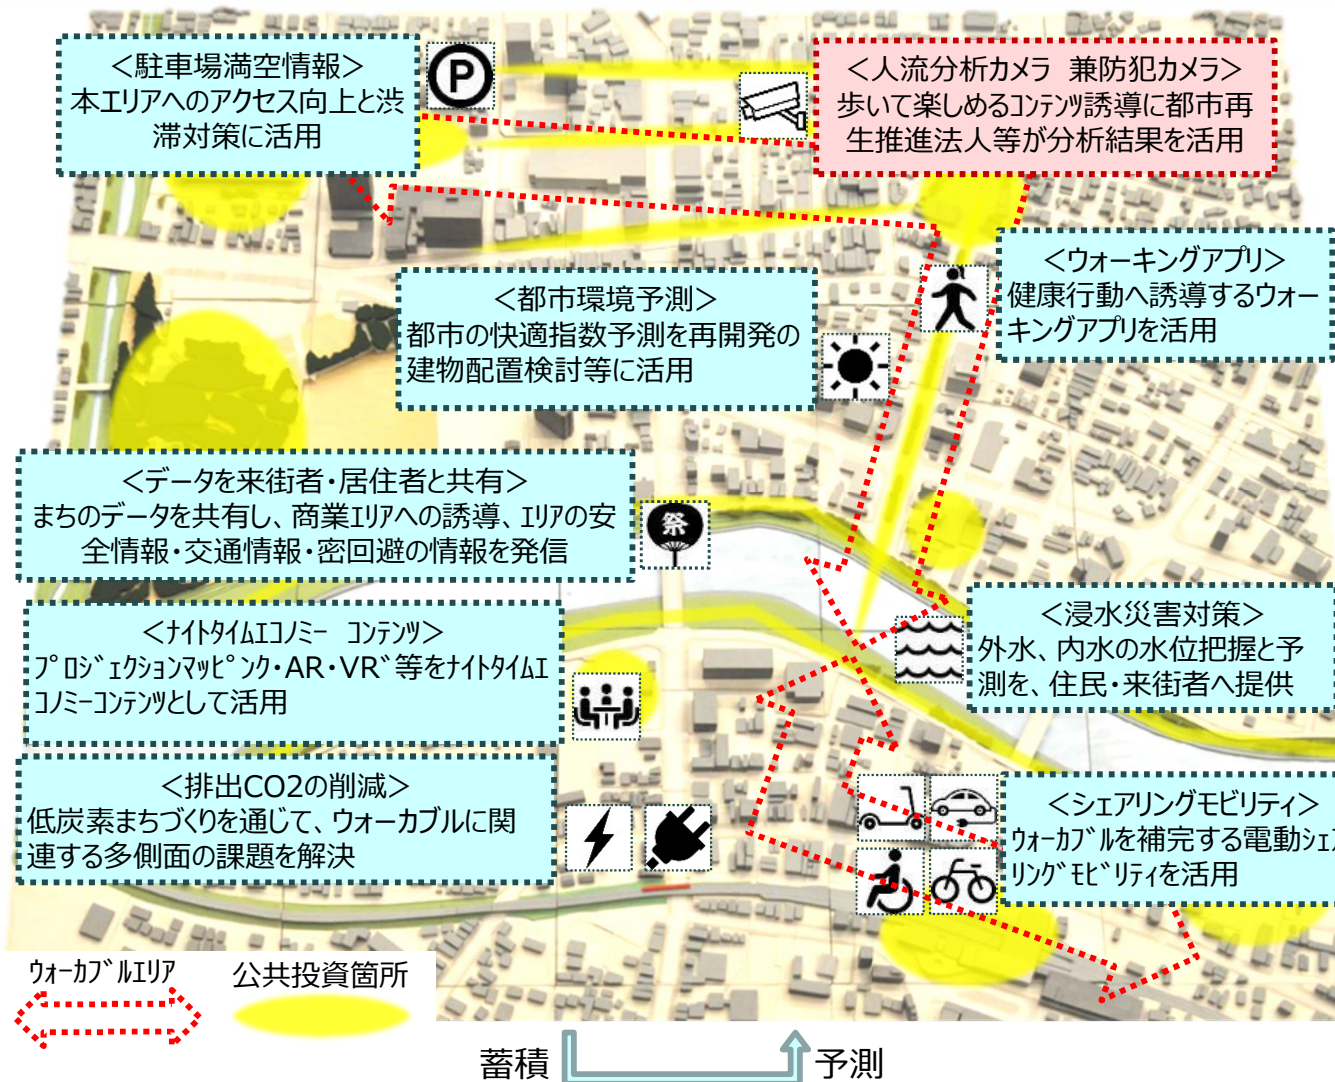 <駐車場満空情報>
本エリアへのアクセス向上と渋
滞対策に活用
P
<人流分析カメラ 兼防犯カメラ>
歩いて楽しめるコンテンツ誘導に都市再
生推進法人等が分析結果を活用
<ウォーキングアプリ>
健康行動へ誘導するウォー
キングアプリを活用
<都市環境予測>
都市の快適指数予測を再開発の
建物配置検討等に活用
<データを来街者・居住者と共有>
まちのデータを共有し、商業エリアへの誘導、エリアの安
全情報・交通情報・密回避の情報を発信
祭
<ナイトタイムエコノミー コンテンツ>
プロジェクションマッピング・AR・VR゛等をナイトタイムエ
コノミーコンテンツとして活用
<浸水災害対策>
外水、内水の水位把握と予
測を、住民・来街者へ提供
<排出CO2の削減>
低炭素まちづくりを通じて、ウォーカブルに関
連する多側面の課題を解決
<シェアリングモビリティ>
ウォーカブルを補完する電動シェア
リングモビリティを活用
ウォーカブルエリア
公共投資箇所
蓄積
予測